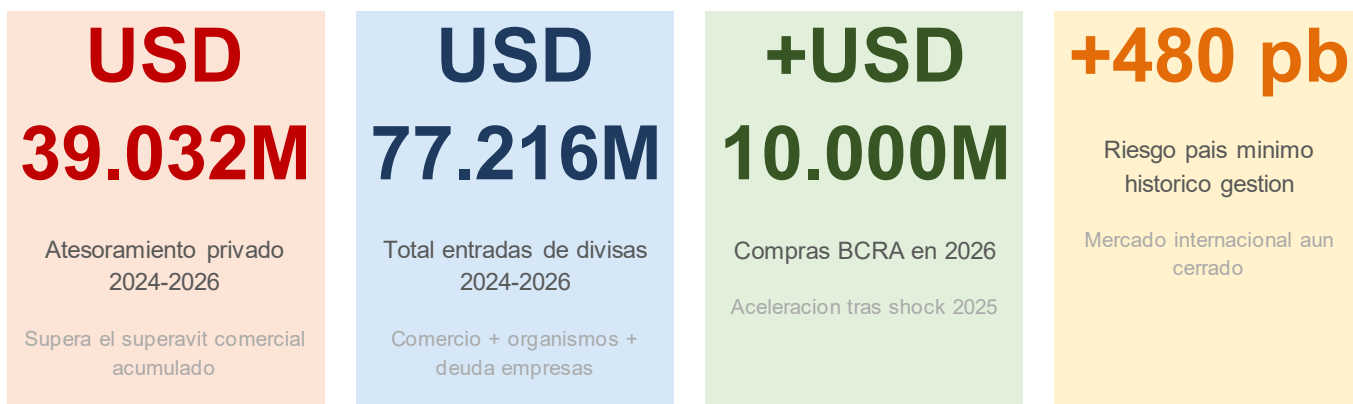 USD
39.032M
Atesoramiento privado
2024-2026
Supera el superavit comercial
acumulado
USD
77.216M
Total entradas de divisas
2024-2026
Comercio + organismos +
deuda empresas
+USD
10.000M
Compras BCRA en 2026
Aceleracion tras shock 2025
+480 pb
Riesgo pais minimo
historico gestion
Mercado internacional aun
cerrado